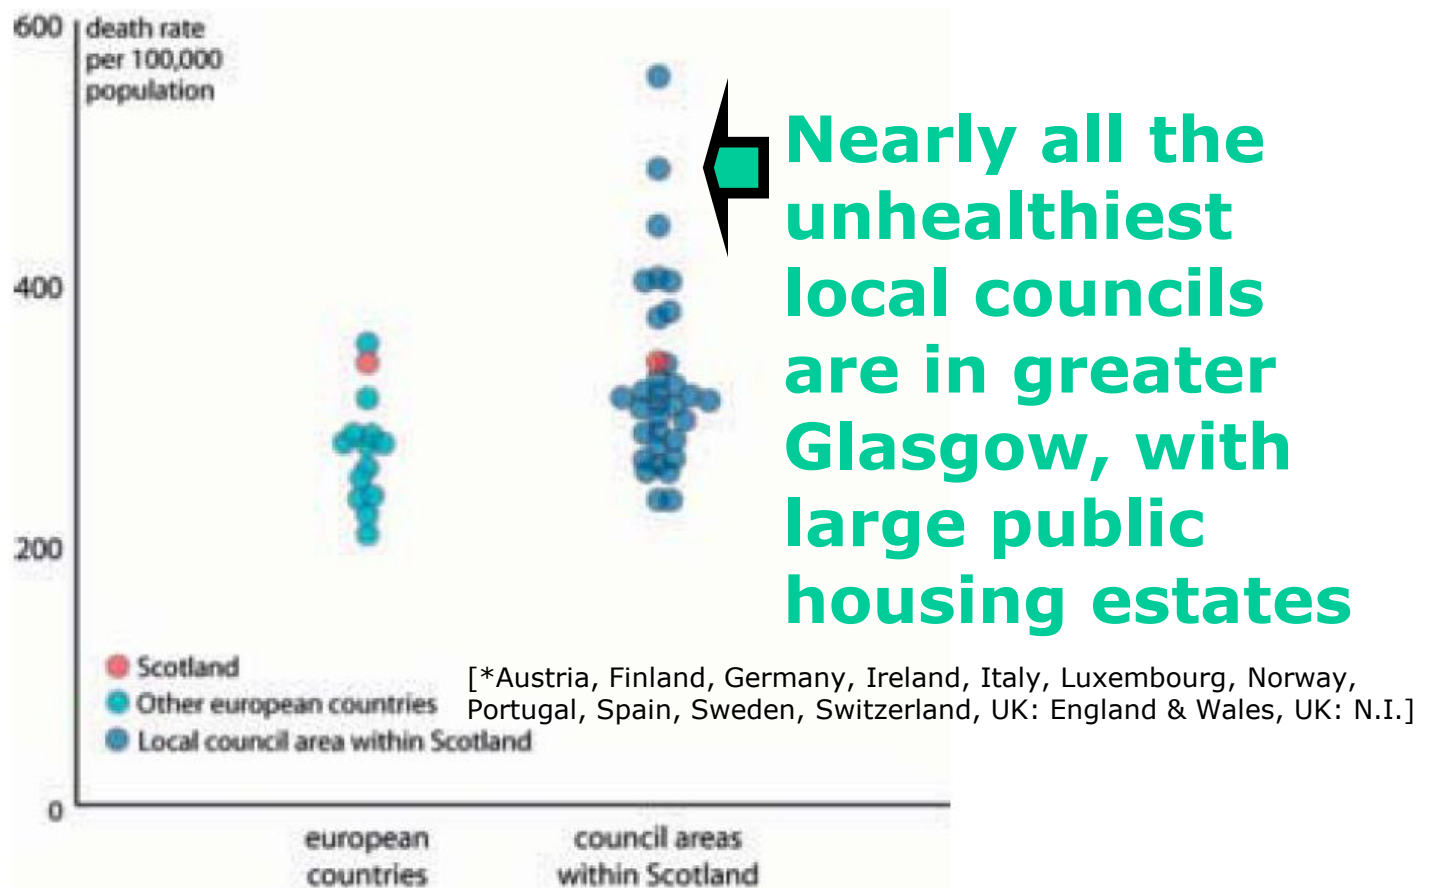 600
death rate
per 100,000
population
400
200
0
Nearly all the
unhealthiest
local councils
are in greater
Glasgow, with
large public
housing estates
Scotland
Other european countries
Local council area within Scotland
[*Austria, Finland, Germany, Ireland, Italy, Luxembourg, Norway,
Portugal, Spain, Sweden, Switzerland, UK: England & Wales, UK: N.I.]
european
countries
council areas
within Scotland